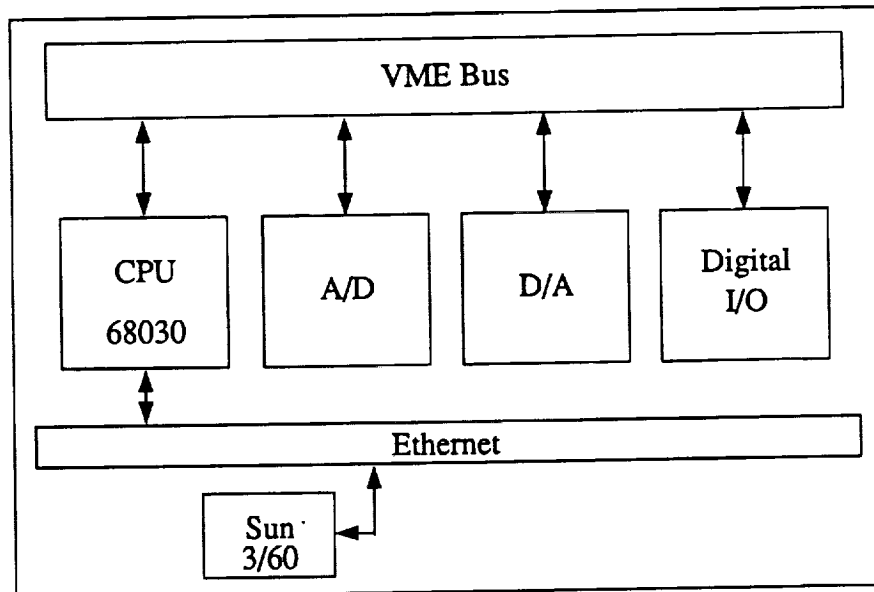 VME Bus
CPU
68030
A/D
D/A
Digital
I/O
Ethernet
Sun
3/60